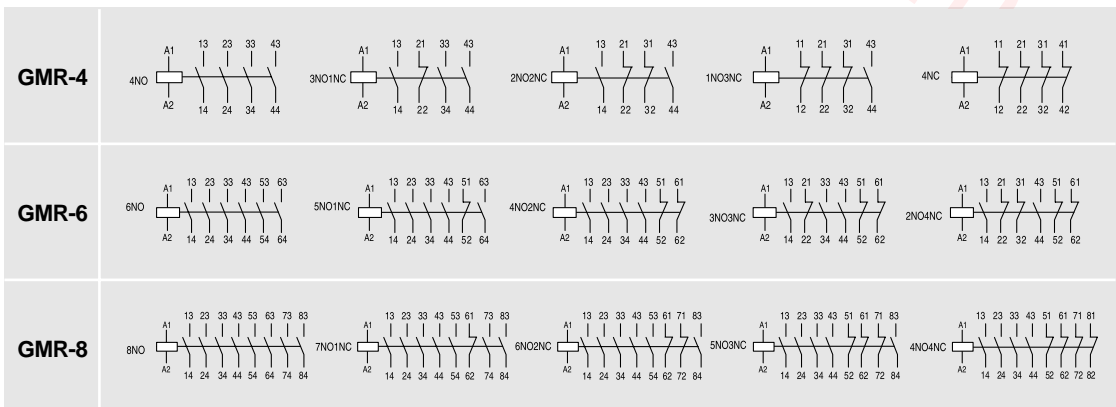 13 23 33 43 13 21 33 43 13 21 31 43 11 21 31 43 11 21 31 41
A1 A1 A1 A1 A1
GMR-4 4NO 3NO1NC 2NO2NC 1NO3NC 4NC
A2 A2 A2 A2 A2
14 24 34 44 14 22 34 44 14 22 32 44 12 22 32 44 12 22 32 42
13 23 33 43 53 63 13 23 33 43 51 63 13 23 33 43 51 61 13 21 33 43 51 61 13 21 31 43 51 61
A1 A1 A1 A1 A1
GMR-6 6NO 5NO1NC 4NO2NC 3NO3NC 2NO4NC
A2 A2 A2 A2 A2
14 24 34 44 54 64 14 24 34 44 52 64 14 24 34 44 52 62 14 22 34 44 52 62 14 22 32 44 52 62
13 23 33 43 53 63 73 83 13 23 33 43 53 61 73 83 13 23 33 43 53 61 71 83 13 23 33 43 51 61 71 83 13 23 33 43 51 61 71 81
A1 A1 A1 A1 A1
GMR-8 8NO 7NO1NC 6NO2NC 5NO3NC 4NO4NC
A2 A2 A2 A2 A2
14 24 34 44 54 64 74 84 14 24 34 44 54 62 74 84 14 24 34 44 54 62 72 84 14 24 34 44 52 62 72 84 14 24 34 44 52 62 72 82